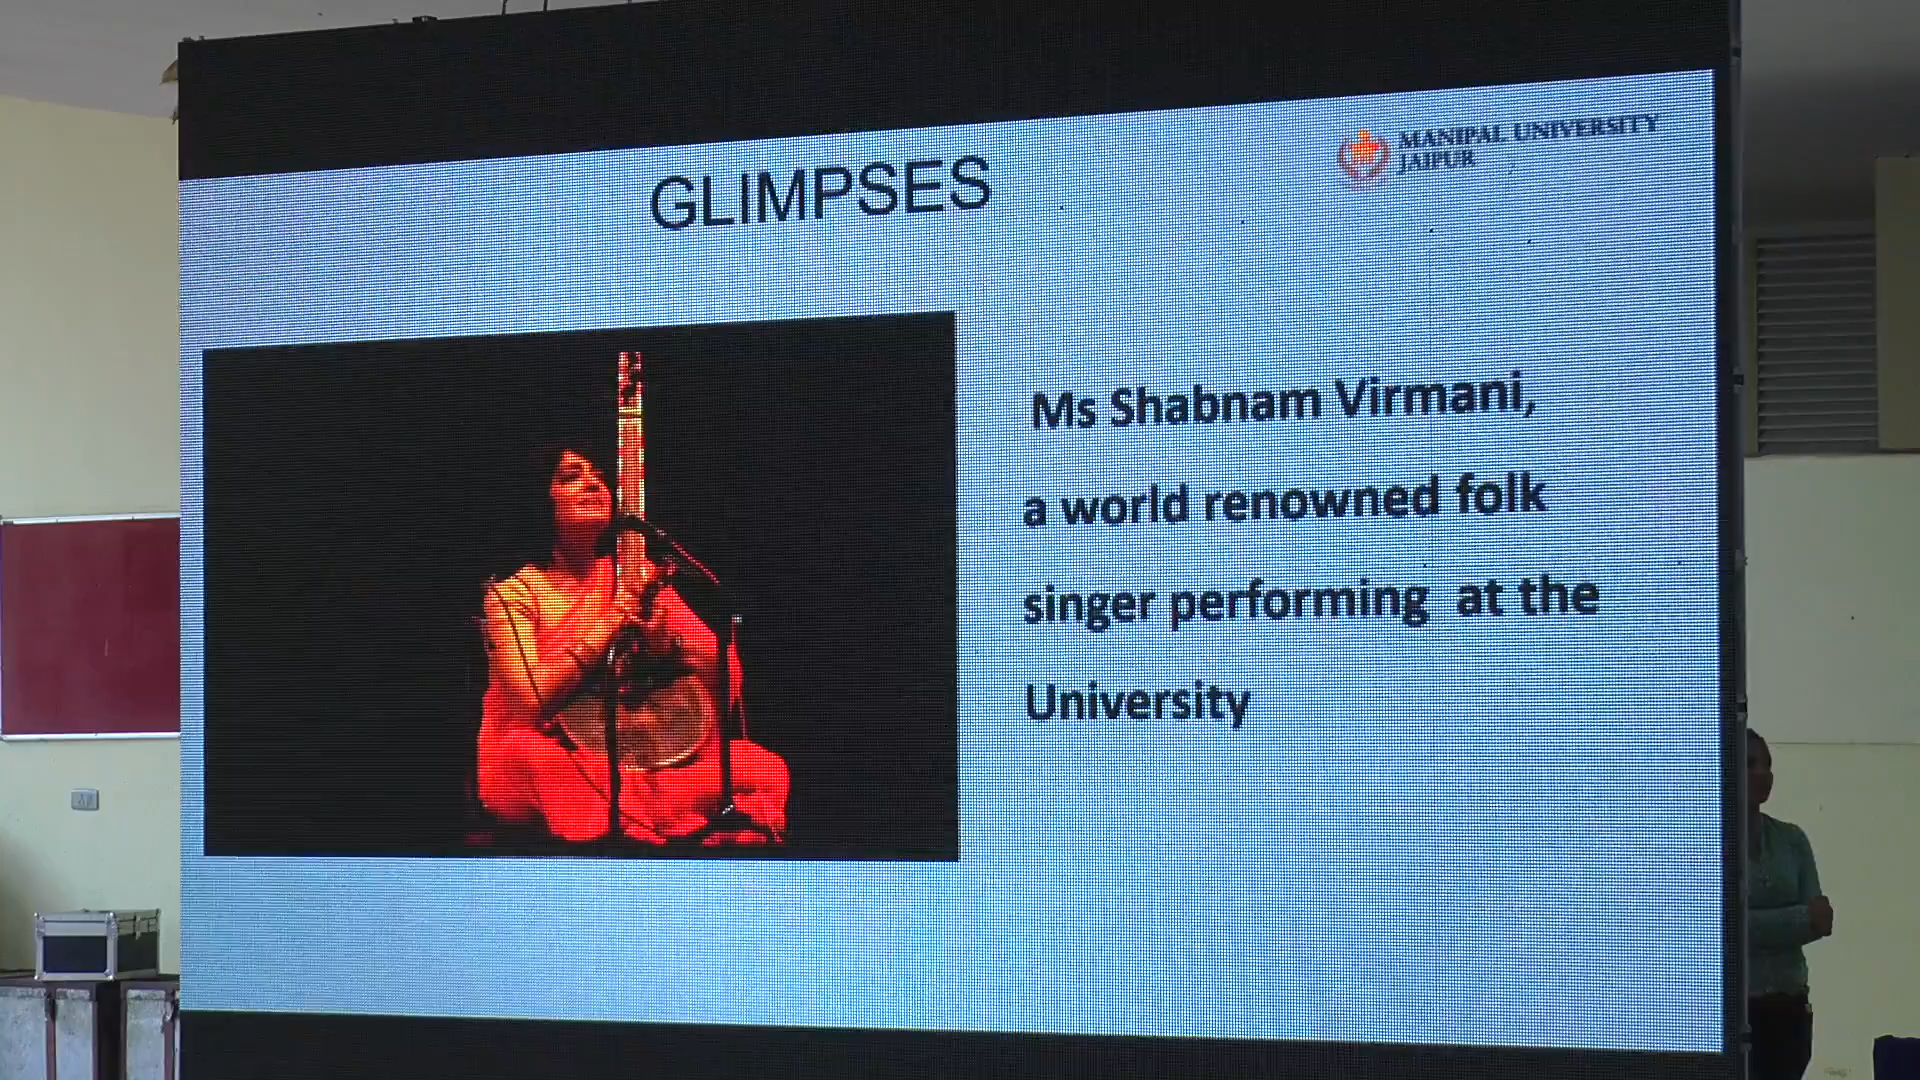 GLIMPSES
MANIPAL UNIVERSITY
JAIPUR
Ms Shabnam Virmani,
a world renowned folk
singer performing at the
University